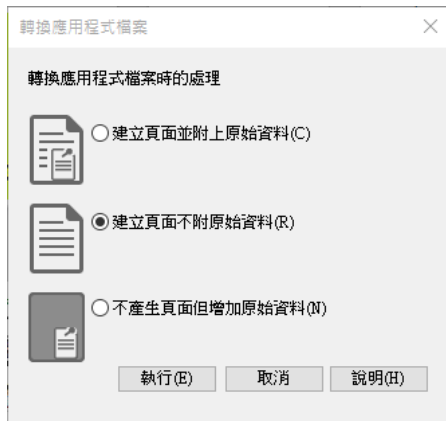 轉換應用程式檔案
轉換應用程式檔案時的處理
建立頁面並附上原始資料(C)
建立頁面不附原始資料(R)
不產生頁面但增加原始資料(N)
執行(E) 取消 說明(H)